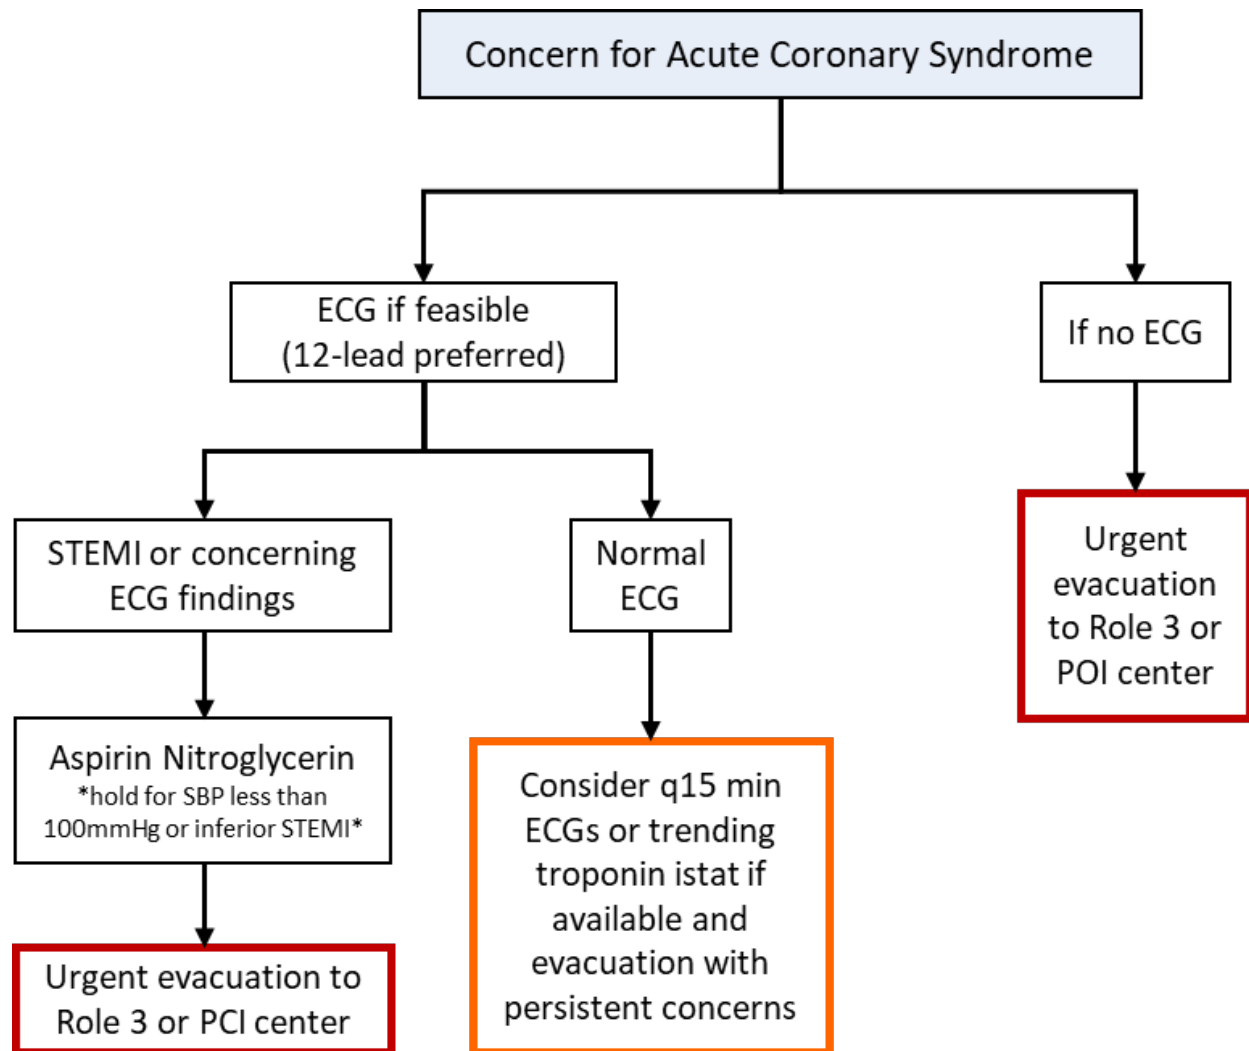 Concern for Acute Coronary Syndrome
ECG if feasible
(12-lead preferred)
If no ECG
STEMI or concerning
ECG findings
Normal
ECG
Urgent
evacuation
to Role 3 or
POI center
Aspirin Nitroglycerin
*hold for SBP less than
100mmHg or inferior STEMI*
Consider q15 min
ECGs or trending
troponin istat if
available and
evacuation with
persistent concerns
Urgent evacuation to
Role 3 or PCI center